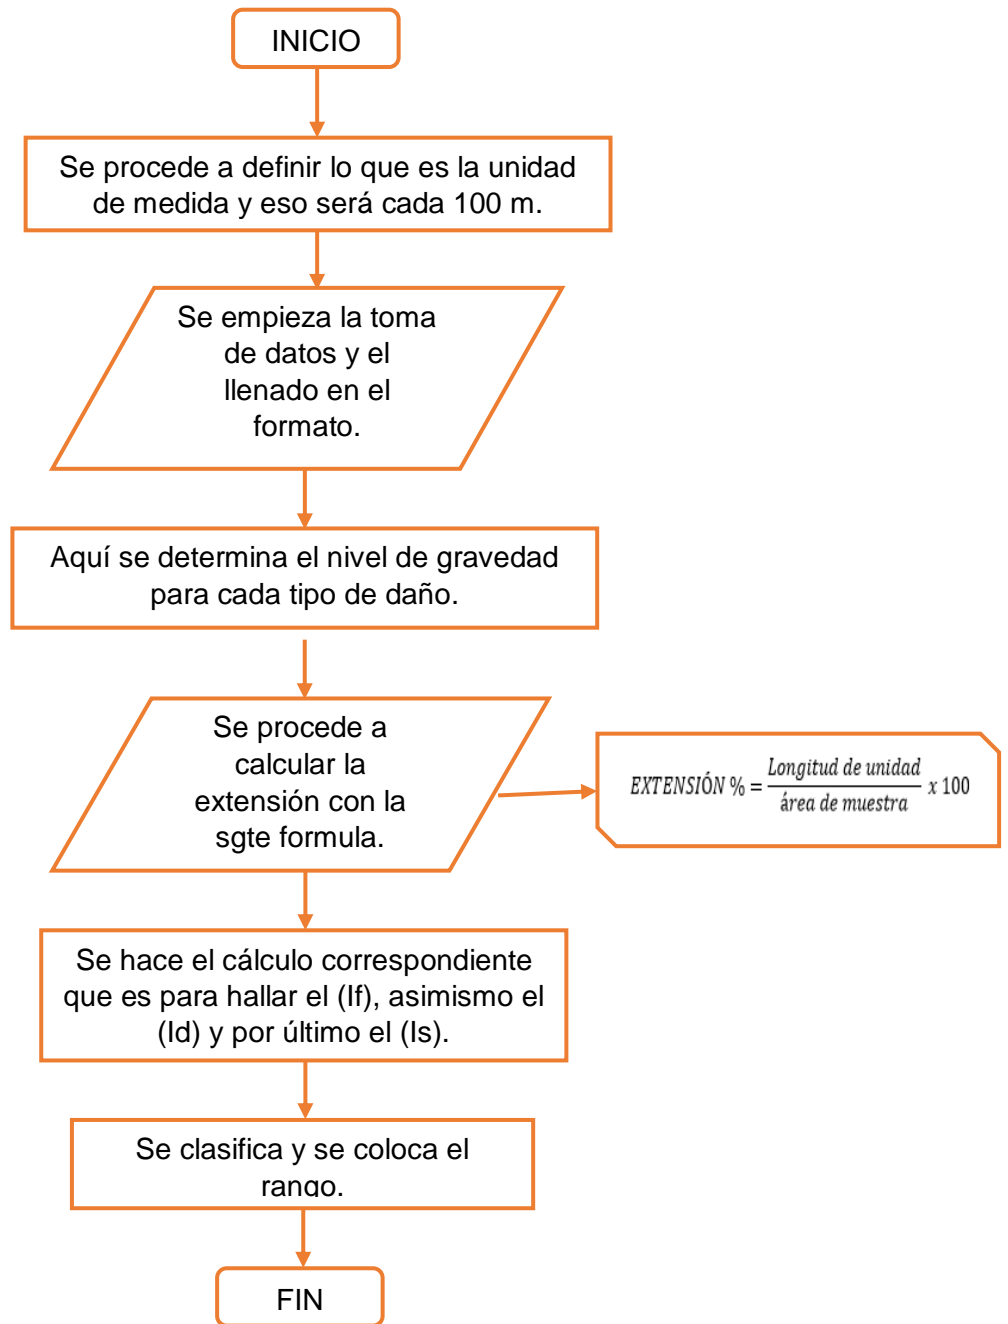 INICIO
Se procede a definir lo que es la unidad
de medida y eso será cada 100 m.
Se empieza la toma
de datos y el
llenado en el
formato.
Aquí se determina el nivel de gravedad
para cada tipo de daño.
Se procede a
calcular la
extensión con la
sgte formula.
EXTENSIÓN % = Longitud de unidad / área de muestra x 100
Se hace el cálculo correspondiente
que es para hallar el (If), asimismo el
(Id) y por último el (Is).
Se clasifica y se coloca el
rango.
FIN